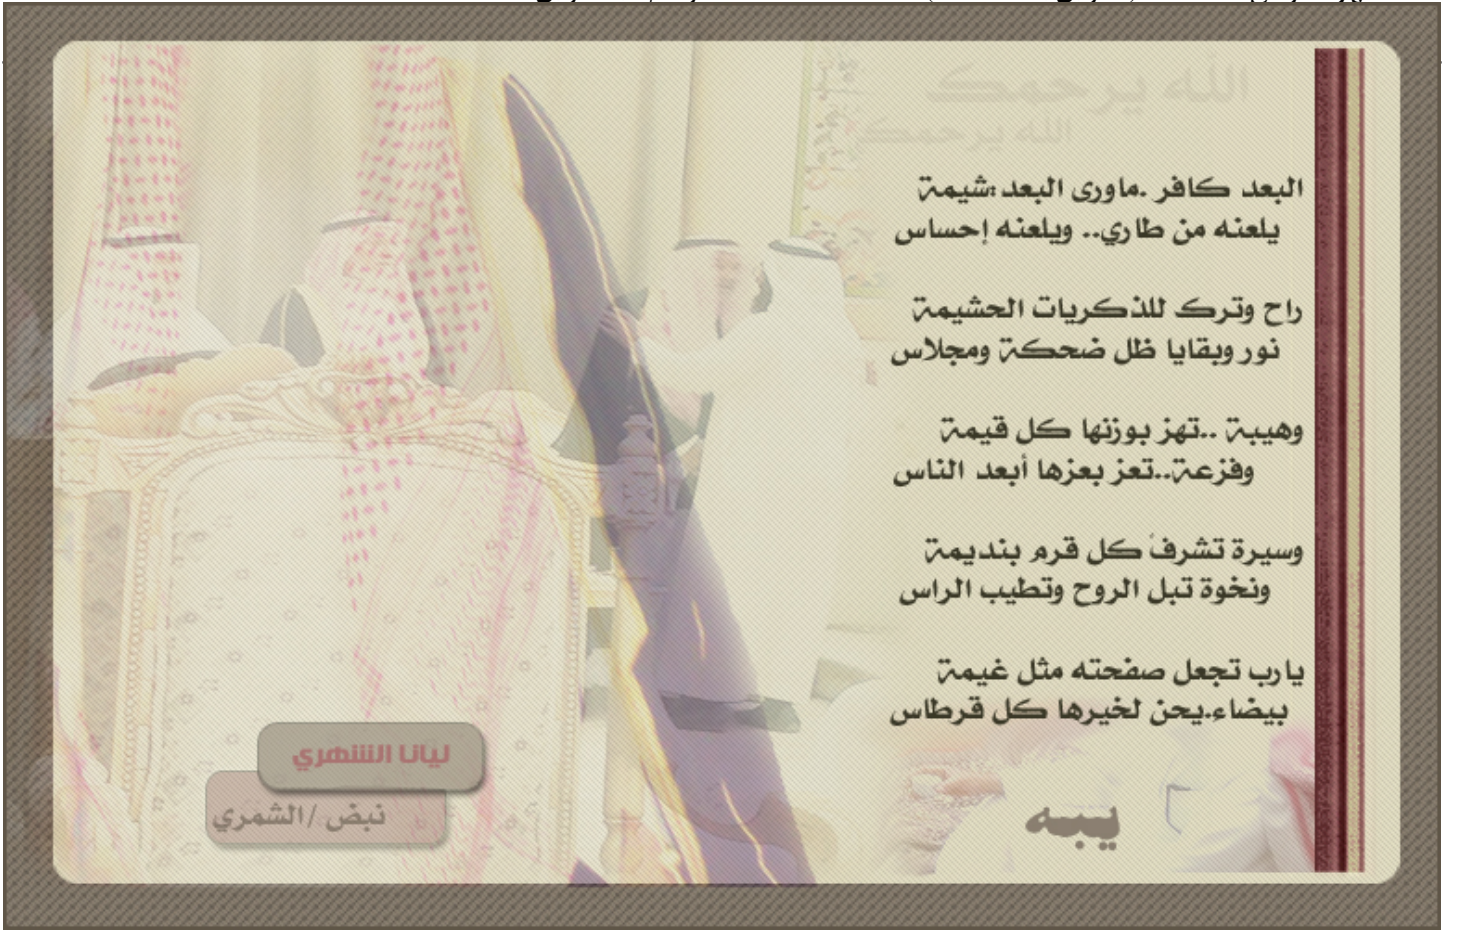 الله يرحمك
الله يرحمك
البعد كافر .ماورى البعد :شيمة
يلعنه من طاري.. ويلعنه إحساس
راح وترك للذكريات الحشيمة
نور وبقايا ظل ضحكة ومجلاس
وهيبة ..تهز بوزنها كل قيمة
وفزعة..تعز بعزها أبعد الناس
وسيرة تشرفَ كل قرم بنديمة
ونخوة تبل الروح وتطيب الراس
يارب تجعل صفحته مثل غيمة
بيضاء.يحن لخيرها كل قرطاس
ليانا الشهري
نبض /الشمري
يبه